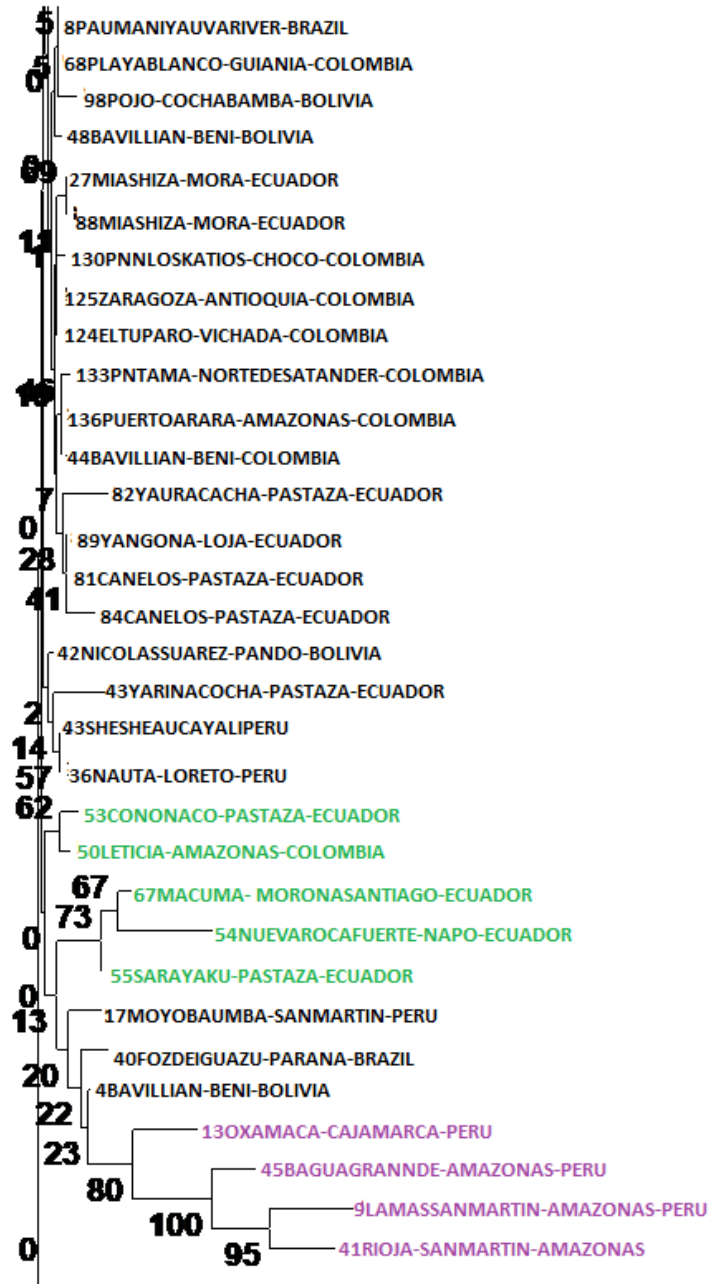 5
8PAUMANIYAUVARIVER-BRAZIL
68PLAYABLANCO-GUIANIA-COLOMBIA
0
98POJO-COCHABAMBA-BOLIVIA
48BAVILLIAN-BENI-BOLIVIA
27MIASHIZA-MORA-ECUADOR
88MIASHIZA-MORA-ECUADOR
130PNNLOSKATIOS-CHOCO-COLOMBIA
125ZARAGOZA-ANTIOQUIA-COLOMBIA
124ELTUPARO-VICHADA-COLOMBIA
133PNTAMA-NORTEDESATANDER-COLOMBIA
136PUERTOARARA-AMAZONAS-COLOMBIA
44BAVILLIAN-BENI-COLOMBIA
7 82YAURACACHA-PASTAZA-ECUADOR
0
89YANGONA-LOJA-ECUADOR
28
81CANELOS-PASTAZA-ECUADOR
41
84CANELOS-PASTAZA-ECUADOR
42NICOLASSUAREZ-PANDO-BOLIVIA
43YARINACOCHA-PASTAZA-ECUADOR
2
43SHESHEAUCAYALIPERU
14
57 36NAUTA-LORETO-PERU
62 53CONONACO-PASTAZA-ECUADOR
50LETICIA-AMAZONAS-COLOMBIA
67 67MACUMA- MORONASANTIAGO-ECUADOR
73
0 54NUEVAROCAFUERTE-NAPO-ECUADOR
55SARAYAKU-PASTAZA-ECUADOR
0
13 17MOYOBAUMBA-SANMARTIN-PERU
40FOZDEIGUAZU-PARANA-BRAZIL
20
4BAVILLIAN-BENI-BOLIVIA
22
13OXAMACA-CAJAMARCA-PERU
23
45BAGUAGRANNDE-AMAZONAS-PERU
80
9LAMASSANMARTIN-AMAZONAS-PERU
100
0 95 41RIOJA-SANMARTIN-AMAZONAS